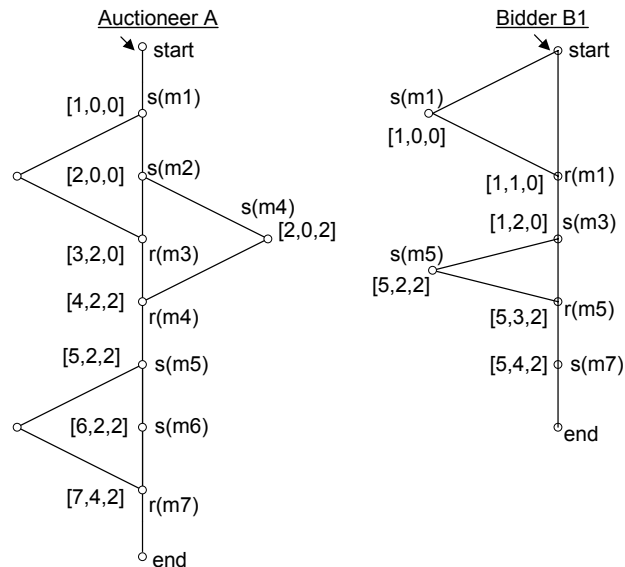 Auctioneer A
start
[1,0,0]
s(m1)
[2,0,0]
s(m2)
s(m4)
[2,0,2]
[3,2,0]
r(m3)
[4,2,2]
r(m4)
[5,2,2]
s(m5)
[6,2,2]
s(m6)
[7,4,2]
r(m7)
end
Bidder B1
start
s(m1)
[1,0,0]
[1,1,0]
r(m1)
[1,2,0]
s(m3)
s(m5)
[5,2,2]
[5,3,2]
r(m5)
[5,4,2]
s(m7)
end